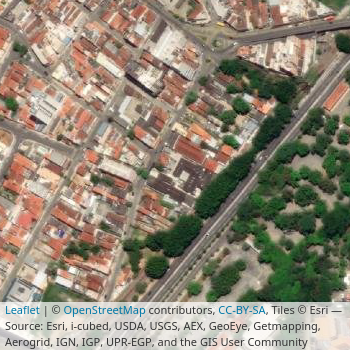 Leaflet | © OpenStreetMap contributors, CC-BY-SA, Tiles © Esri —
Source: Esri, i-cubed, USDA, USGS, AEX, GeoEye, Getmapping,
Aerogrid, IGN, IGP, UPR-EGP, and the GIS User Community